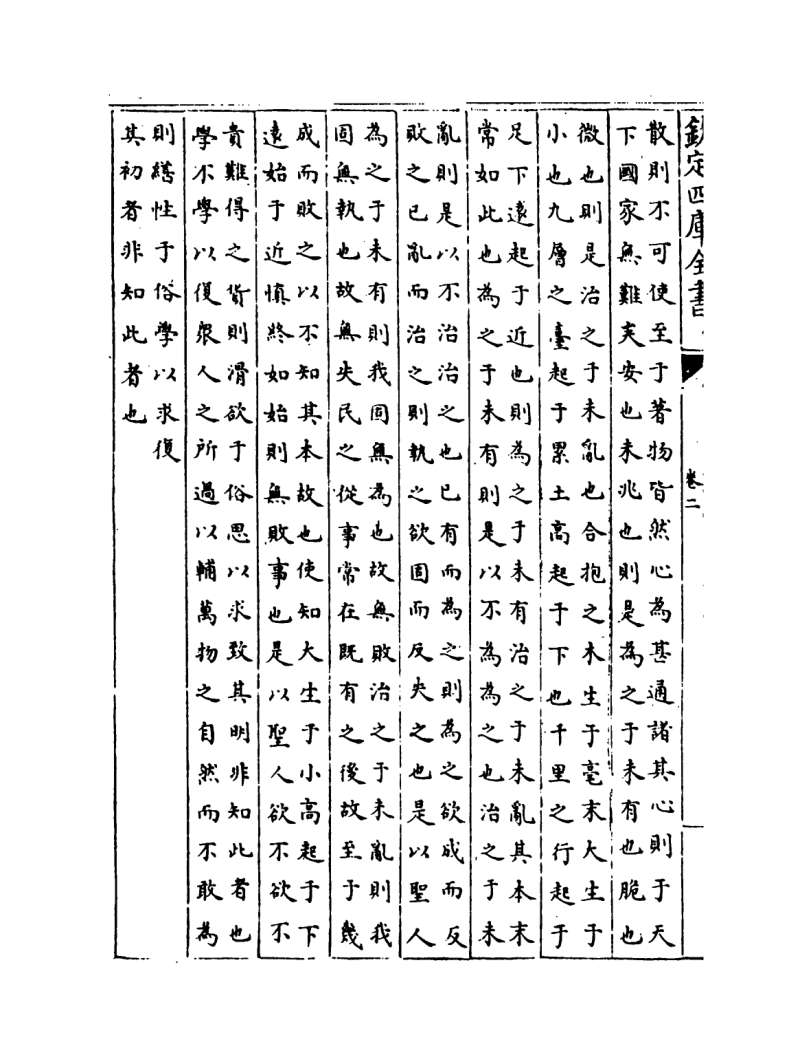 欽定四庫全書
卷二
散則不可使至于著物皆然心為甚通諸其心則于天
下國家無難矣安也未兆也則是為之于未有也脆也
微也則是治之于未亂也合抱之木生于毫末大生于
小也九層之臺起于累土高起于下也千里之行起于
足下遠起于近也則為之于未有治之于未亂其本末
常如此也為之于未有則是以不為為之也治之于未
亂則是以不治治之也已有而為之則為之欲成而反
敗之已亂而治之則執之欲固而反失之也是以聖人
為之于未有則我固無為也故無敗治之于未亂則我
固無執也故無失民之從事常在既有之後故至于幾
成而敗之以不知其本故也使知大生于小高起于下
遠始于近慎終如始則無敗事也是以聖人欲不欲不
貴難得之貨則滑欲于俗思以求致其明非知此者也
學不學以復眾人之所過以輔萬物之自然而不敢為
則繕性于俗學以求復
其初者非知此者也